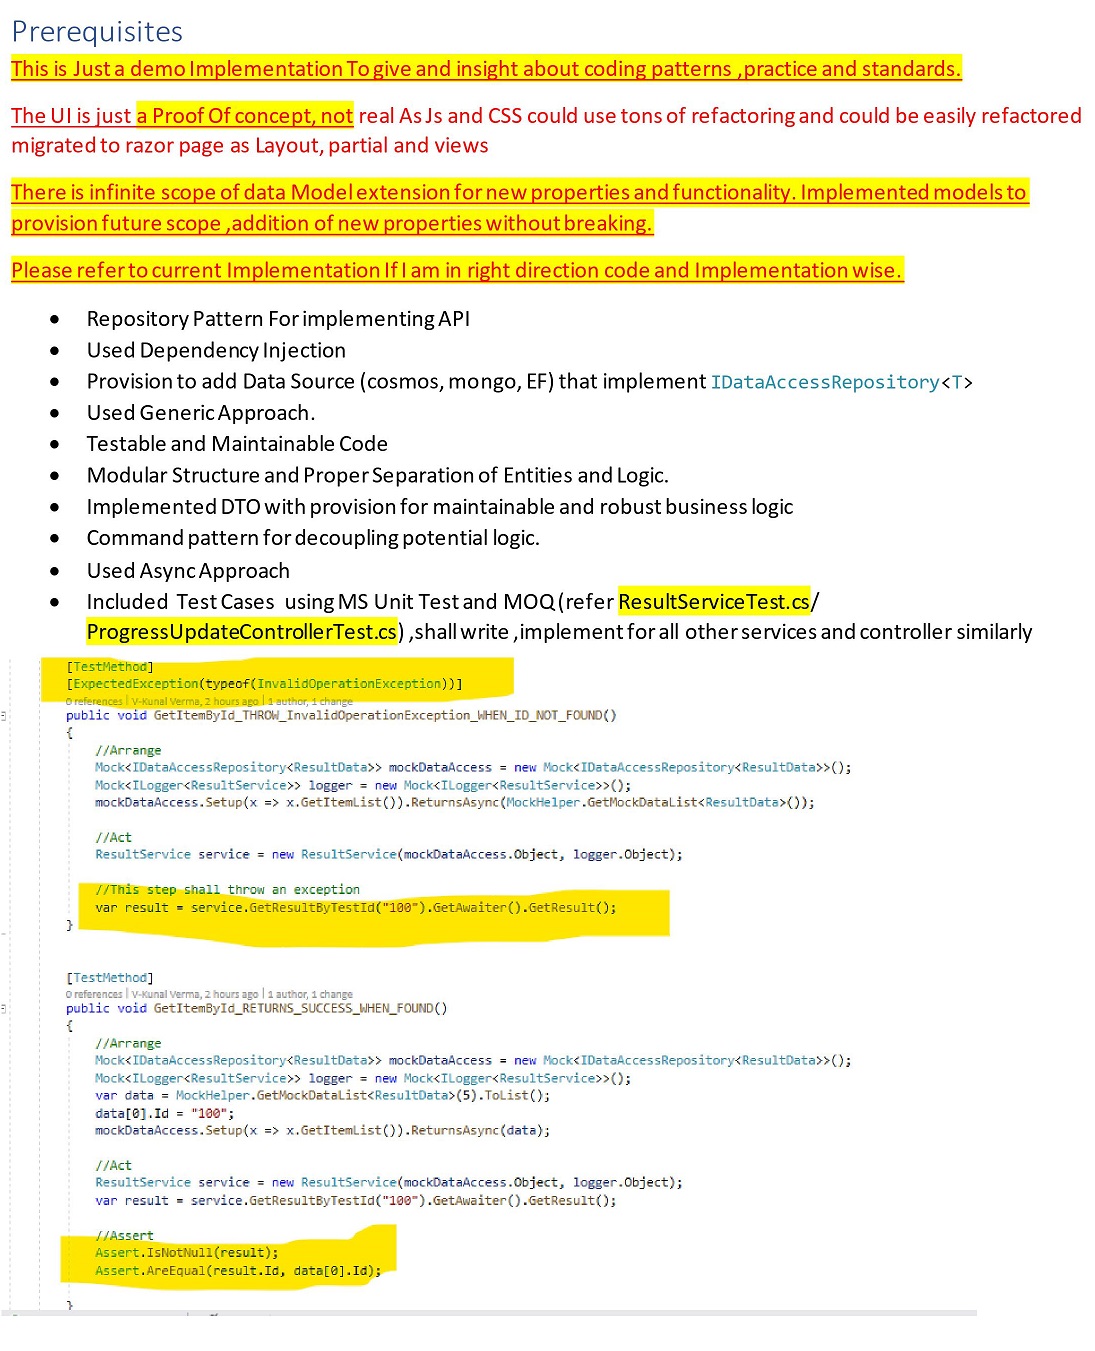 Prerequisites
This is Just a demo Implementation To give and insight about coding patterns ,practice and standards.
The UI is just a Proof Of concept, not real As Js and CSS could use tons of refactoring and could be easily refactored
migrated to razor page as Layout, partial and views
There is infinite scope of data Model extension for new properties and functionality. Implemented models to
provision future scope ,addition of new properties without breaking.
Please refer to current Implementation If I am in right direction code and Implementation wise.
• Repository Pattern For implementing API
• Used Dependency Injection
• Provision to add Data Source (cosmos, mongo, EF) that implement IDataAccessRepository<T>
• Used Generic Approach.
• Testable and Maintainable Code
• Modular Structure and Proper Separation of Entities and Logic.
• Implemented DTO with provision for maintainable and robust business logic
• Command pattern for decoupling potential logic.
• Used Async Approach
• Included Test Cases using MS Unit Test and MOQ (refer ResultServiceTest.cs/
ProgressUpdateControllerTest.cs) ,shall write ,implement for all other services and controller similarly
[TestMethod]
[ExpectedException(typeof(InvalidOperationException))]
0 references | V-Kunal Verma, 2 hours ago | 1 author, 1 change
public void GetItemById_THROW_InvalidOperationException_WHEN_ID_NOT_FOUND()
{
//Arrange
Mock<IDataAccessRepository<ResultData>> mockDataAccess = new Mock<IDataAccessRepository<ResultData>>();
Mock<ILogger<ResultService>> logger = new Mock<ILogger<ResultService>>();
mockDataAccess.Setup(x => x.GetItemList()).ReturnsAsync(MockHelper.GetMockDataList<ResultData>());
//Act
ResultService service = new ResultService(mockDataAccess.Object, logger.Object);
//This step shall throw an exception
var result = service.GetResultByTestId("100").GetAwaiter().GetResult();
}
[TestMethod]
0 references | V-Kunal Verma, 2 hours ago | 1 author, 1 change
public void GetItemById_RETURNS_SUCCESS_WHEN_FOUND()
{
//Arrange
Mock<IDataAccessRepository<ResultData>> mockDataAccess = new Mock<IDataAccessRepository<ResultData>>();
Mock<ILogger<ResultService>> logger = new Mock<ILogger<ResultService>>();
var data = MockHelper.GetMockDataList<ResultData>(5).ToList();
data[0].Id = "100";
mockDataAccess.Setup(x => x.GetItemList()).ReturnsAsync(data);
//Act
ResultService service = new ResultService(mockDataAccess.Object, logger.Object);
var result = service.GetResultByTestId("100").GetAwaiter().GetResult();
//Assert
Assert.IsNotNull(result);
Assert.AreEqual(result.Id, data[0].Id);
}